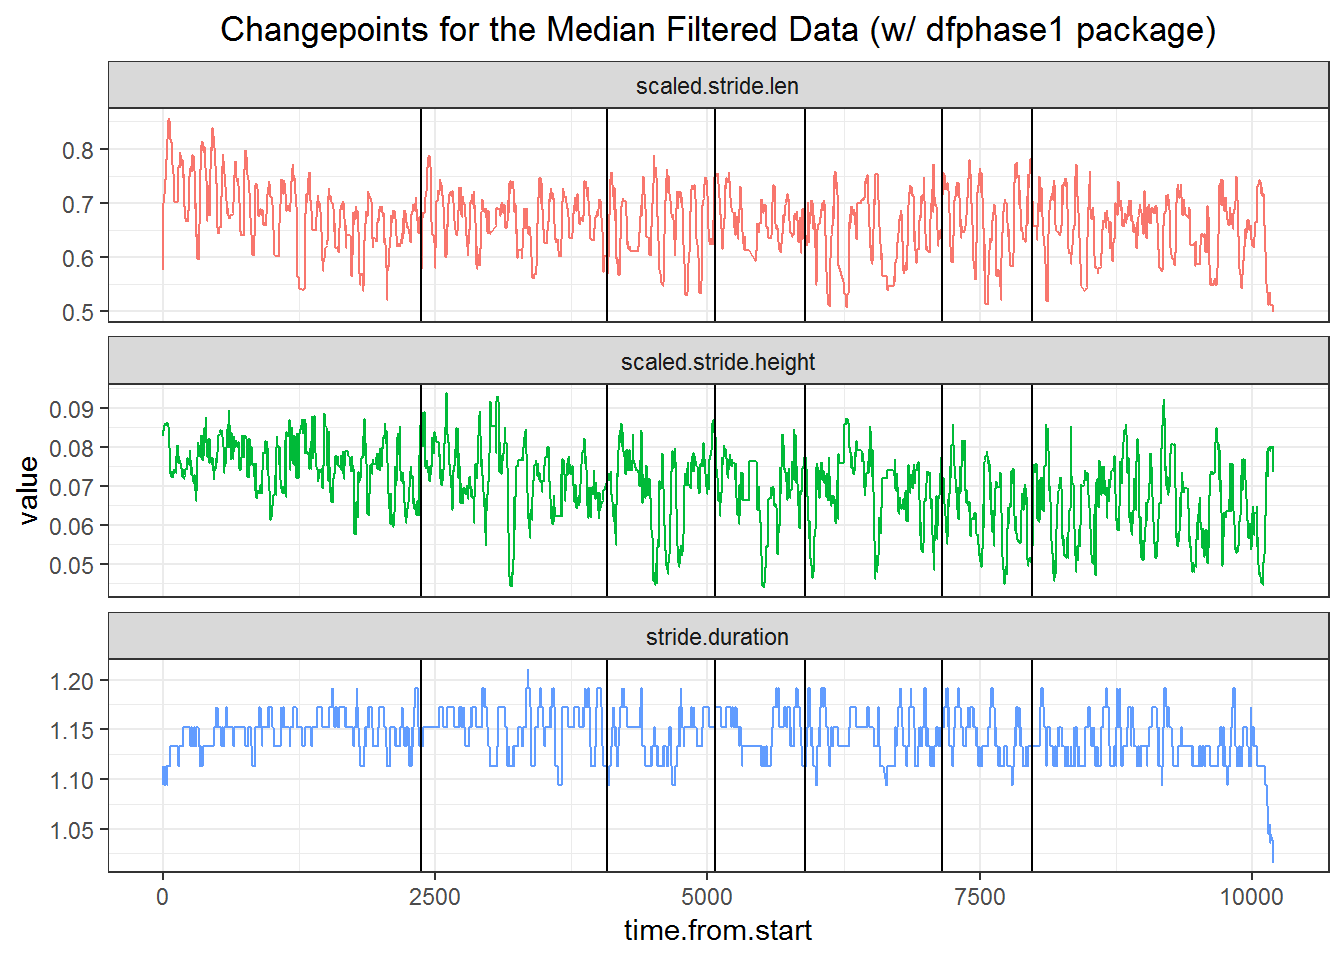 Changepoints for the Median Filtered Data (w/ dfphase1 package)
scaled.stride.len
0.8
0.7
0.6
0.5
scaled.stride.height
0.09
0.08
0.07
0.06
0.05
value
stride.duration
1.20
1.15
1.10
1.05
0 2500 5000 7500 10000
time.from.start